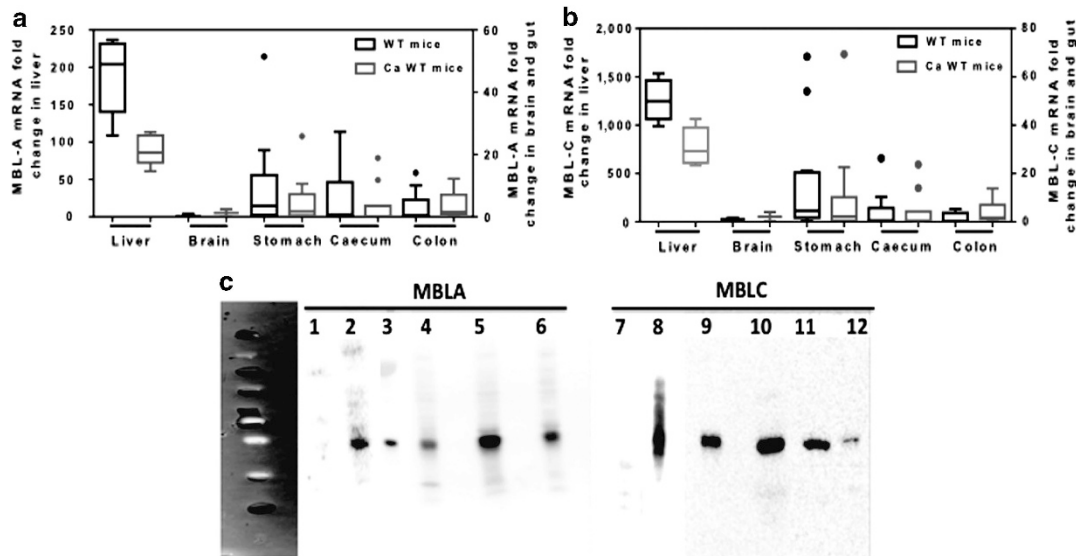 a
MBL-A mRNA fold
change in liver
250
200
150
100
50
0
WT mice
Ca WT mice
60
40
20
0
MBL-A mRNA fold
change in brain and gut
Liver Brain Stomach Caecum Colon
b
MBL-C mRNA fold
change in liver
2,000
1,500
1,000
500
0
WT mice
Ca WT mice
80
60
40
20
0
MBL-C mRNA fold
change in brain and gut
Liver Brain Stomach Caecum Colon
c
MBLA
1 2 3 4 5 6
MBLC
7 8 9 10 11 12